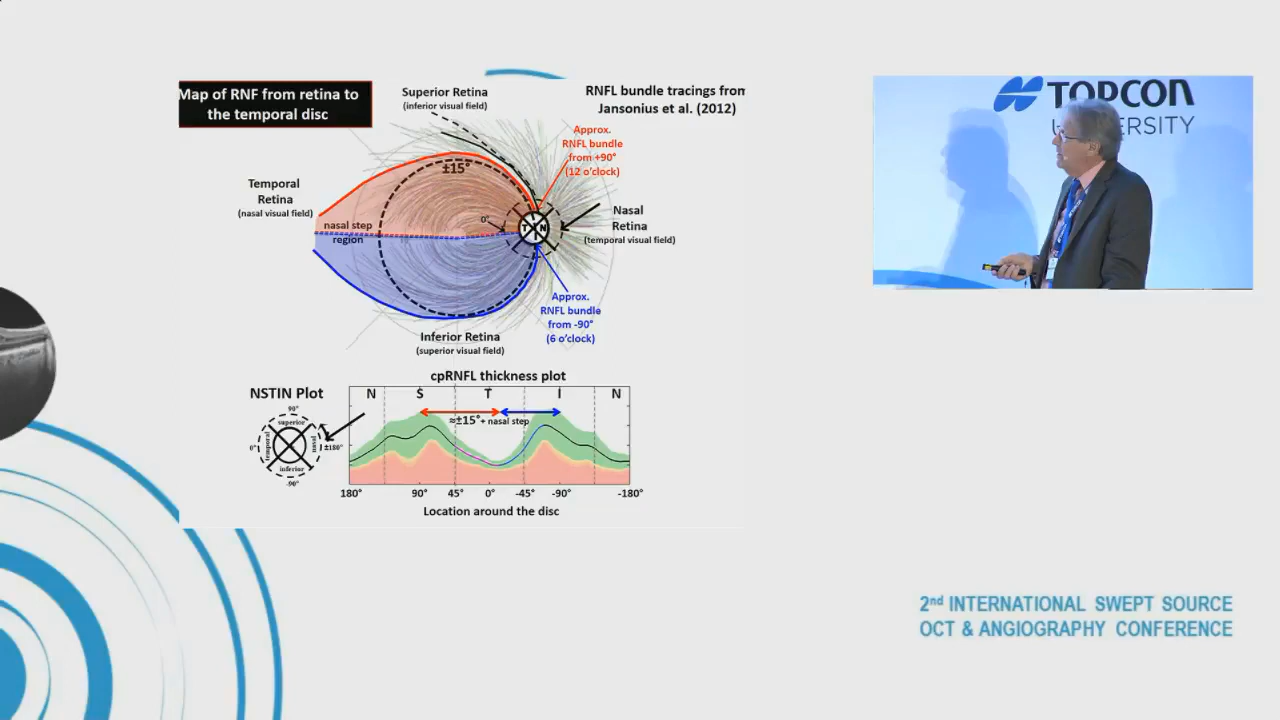 Map of RNF from retina to
the temporal disc
Superior Retina
(inferior visual field)
RNFL bundle tracings from
Jansonius et al. (2012)
Approx.
RNFL bundle
from +90°
(12 o'clock)
±15°
Temporal
Retina
(nasal visual field)
nasal step
region
0°
T
N
I
Nasal
Retina
(temporal visual field)
Approx.
RNFL bundle
from -90°
(6 o'clock)
Inferior Retina
(superior visual field)
cpRNFL thickness plot
NSTIN Plot
N S T I N
≈±15°+ nasal step
90°
superior
0°
temporal
nasal
±180°
inferior
-90°
180° 90° 45° 0° -45° -90° -180°
Location around the disc
TOPCON
UNIVERSITY
2nd INTERNATIONAL SWEPT SOURCE
OCT & ANGIOGRAPHY CONFERENCE